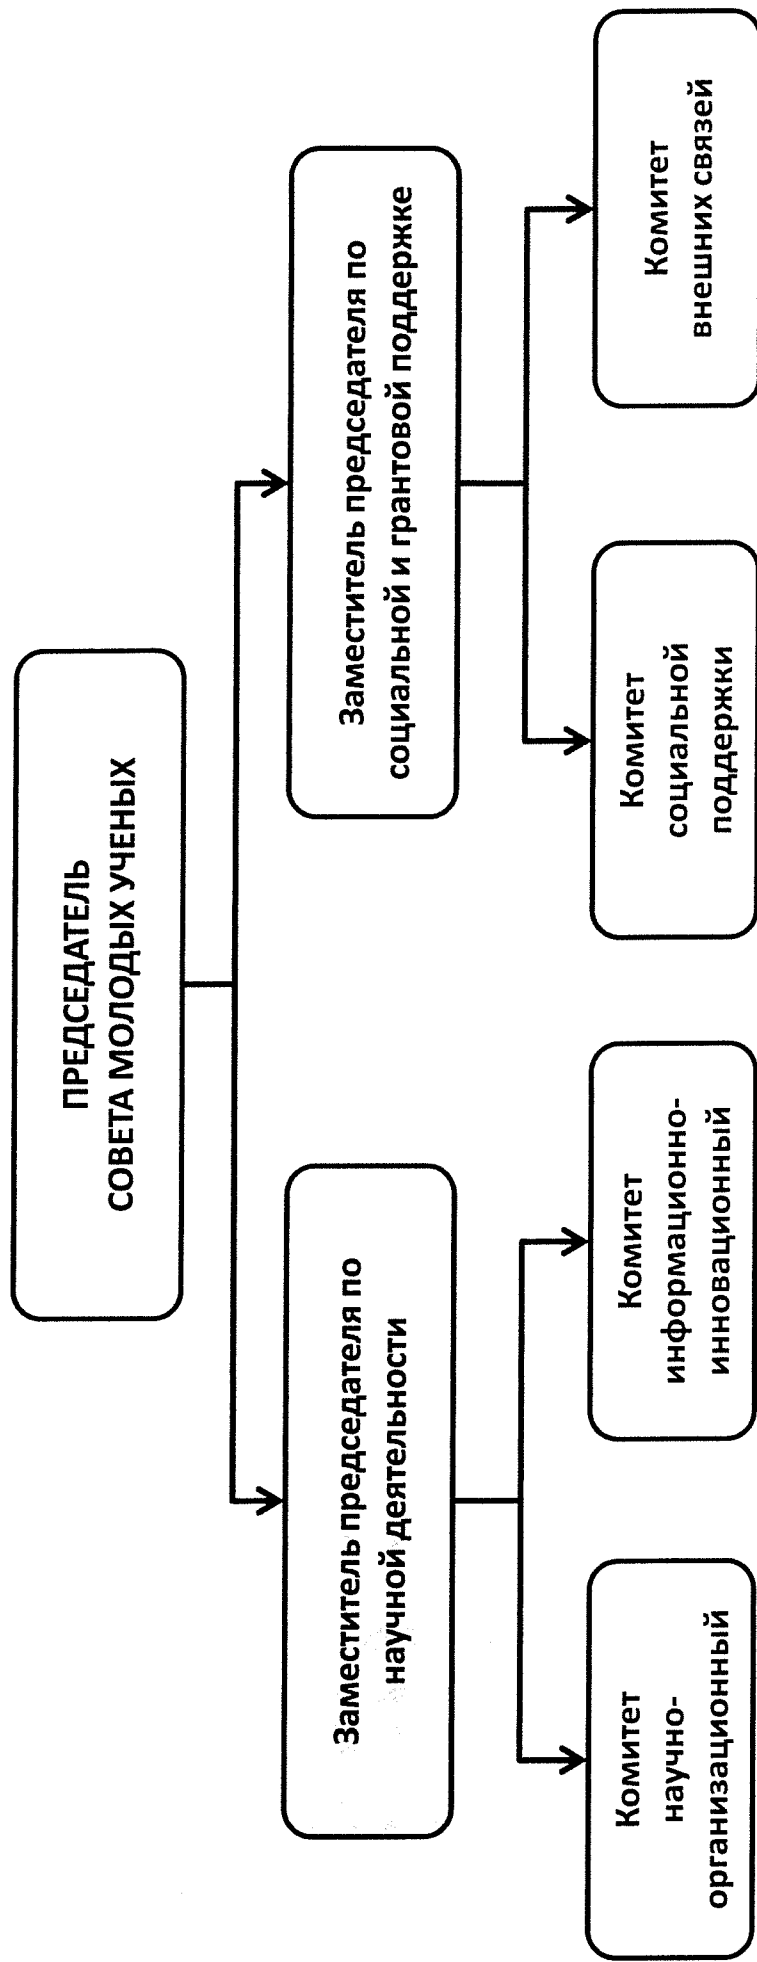 ПРЕДСЕДАТЕЛЬ
СОВЕТА МОЛОДЫХ УЧЕНЫХ
Заместитель председателя по
научной деятельности
Заместитель председателя по
социальной и грантовой поддержке
Комитет
научно-
организационный
Комитет
информационно-
инновационный
Комитет
социальной
поддержки
Комитет
внешних связей